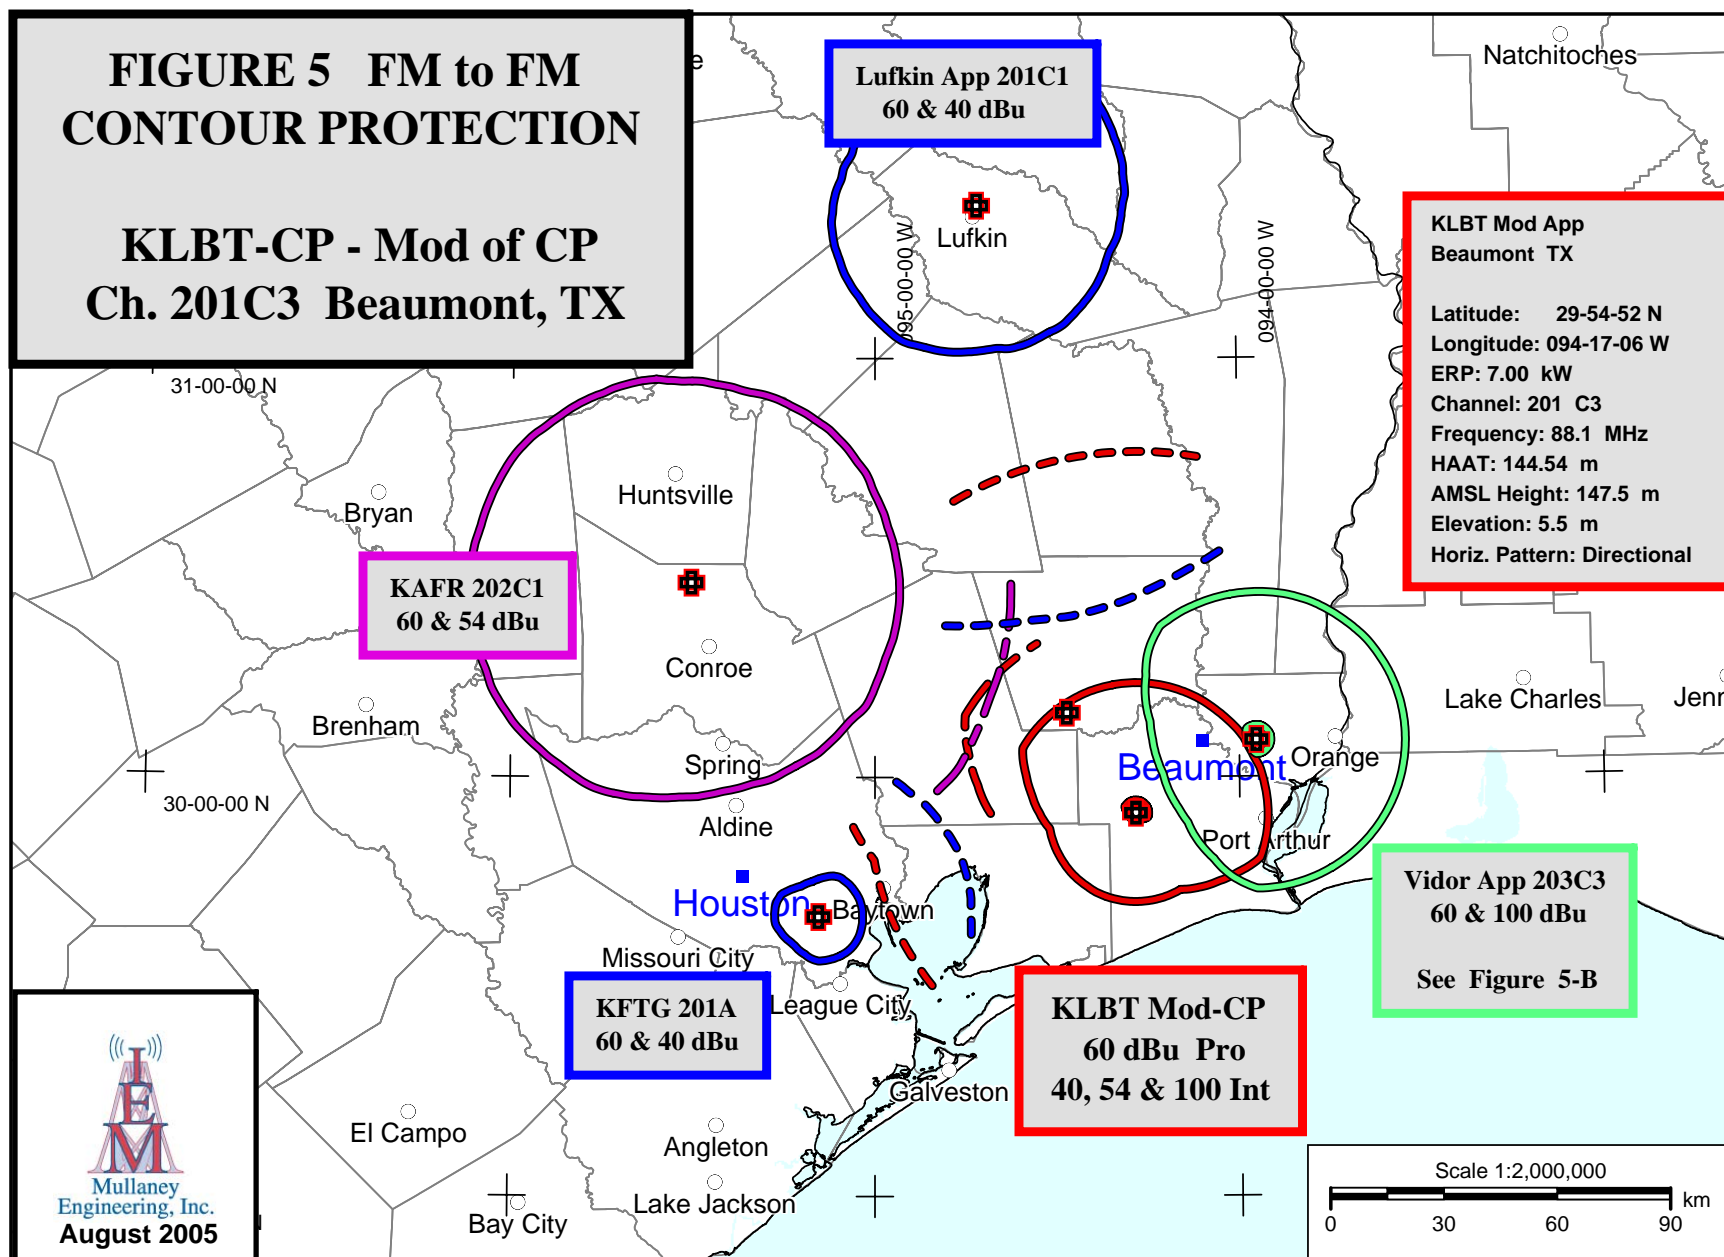 FIGURE 5 FM to FM
CONTOUR PROTECTION
KLBT-CP - Mod of CP
Ch. 201C3 Beaumont, TX
e
Lufkin App 201C1
60 & 40 dBu
Natchitoches
Lufkin
095-00-00 W
094-00-00 W
KLBT Mod App
Beaumont TX
Latitude: 29-54-52 N
Longitude: 094-17-06 W
ERP: 7.00 kW
Channel: 201 C3
Frequency: 88.1 MHz
HAAT: 144.54 m
AMSL Height: 147.5 m
Elevation: 5.5 m
Horiz. Pattern: Directional
31-00-00 N
Huntsville
Bryan
KAFR 202C1
60 & 54 dBu
Conroe
Brenham
Lake Charles
Jenn
Spring
Beaumont
Orange
30-00-00 N
Aldine
Port Arthur
Houston
Baytown
Missouri City
Vidor App 203C3
60 & 100 dBu
See Figure 5-B
League City
KFTG 201A
60 & 40 dBu
KLBT Mod-CP
60 dBu Pro
40, 54 & 100 Int
Galveston
El Campo
Angleton
Lake Jackson
Bay City
IEM
Mullaney
Engineering, Inc.
August 2005
Scale 1:2,000,000
km
0 30 60 90